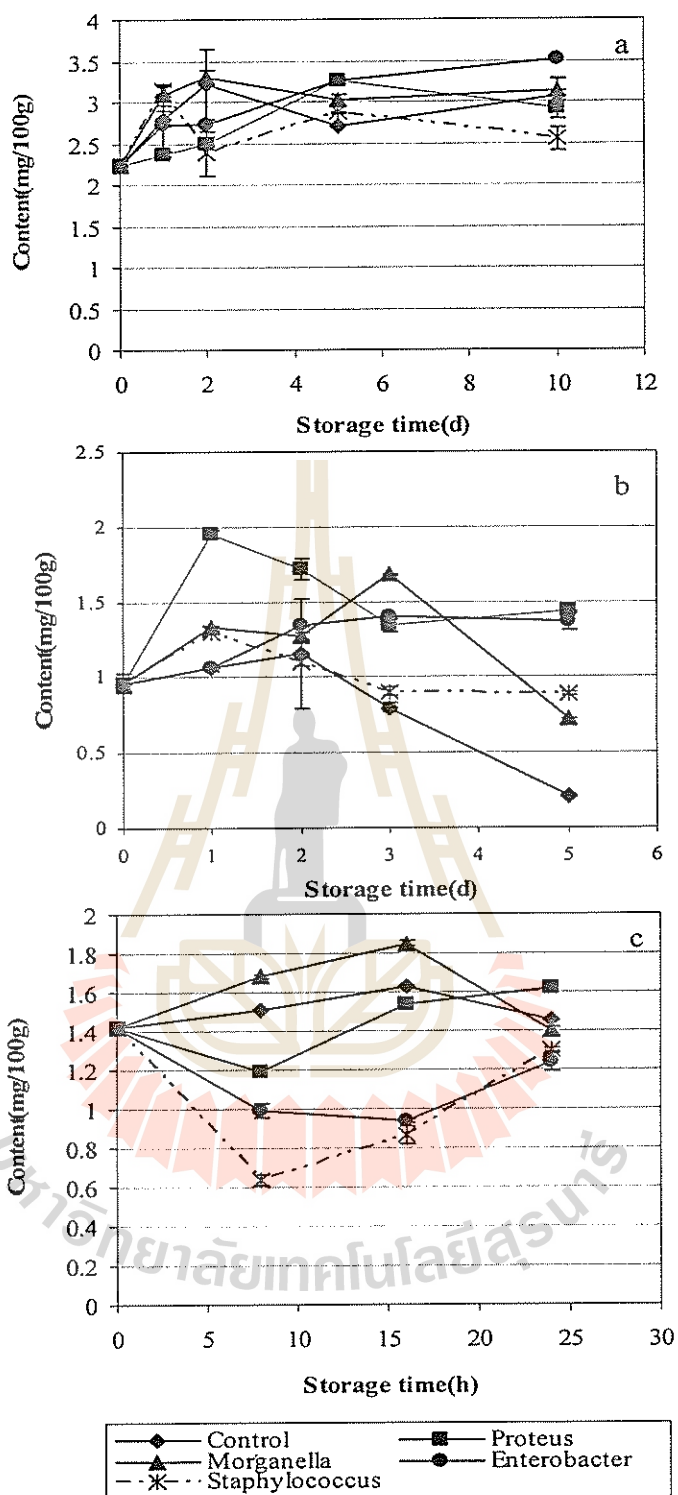 a
4
3.5
3
2.5
2
1.5
1
0.5
0
Content(mg/100g)
0 2 4 6 8 10 12
Storage time(d)
b
2.5
2
1.5
1
0.5
0
Content(mg/100g)
0 1 2 3 4 5 6
Storage time(d)
c
2
1.8
1.6
1.4
1.2
1
0.8
0.6
0.4
0.2
0
Content(mg/100g)
0 5 10 15 20 25 30
Storage time(h)
Control Proteus
Morganella Enterobacter
Staphylococcus